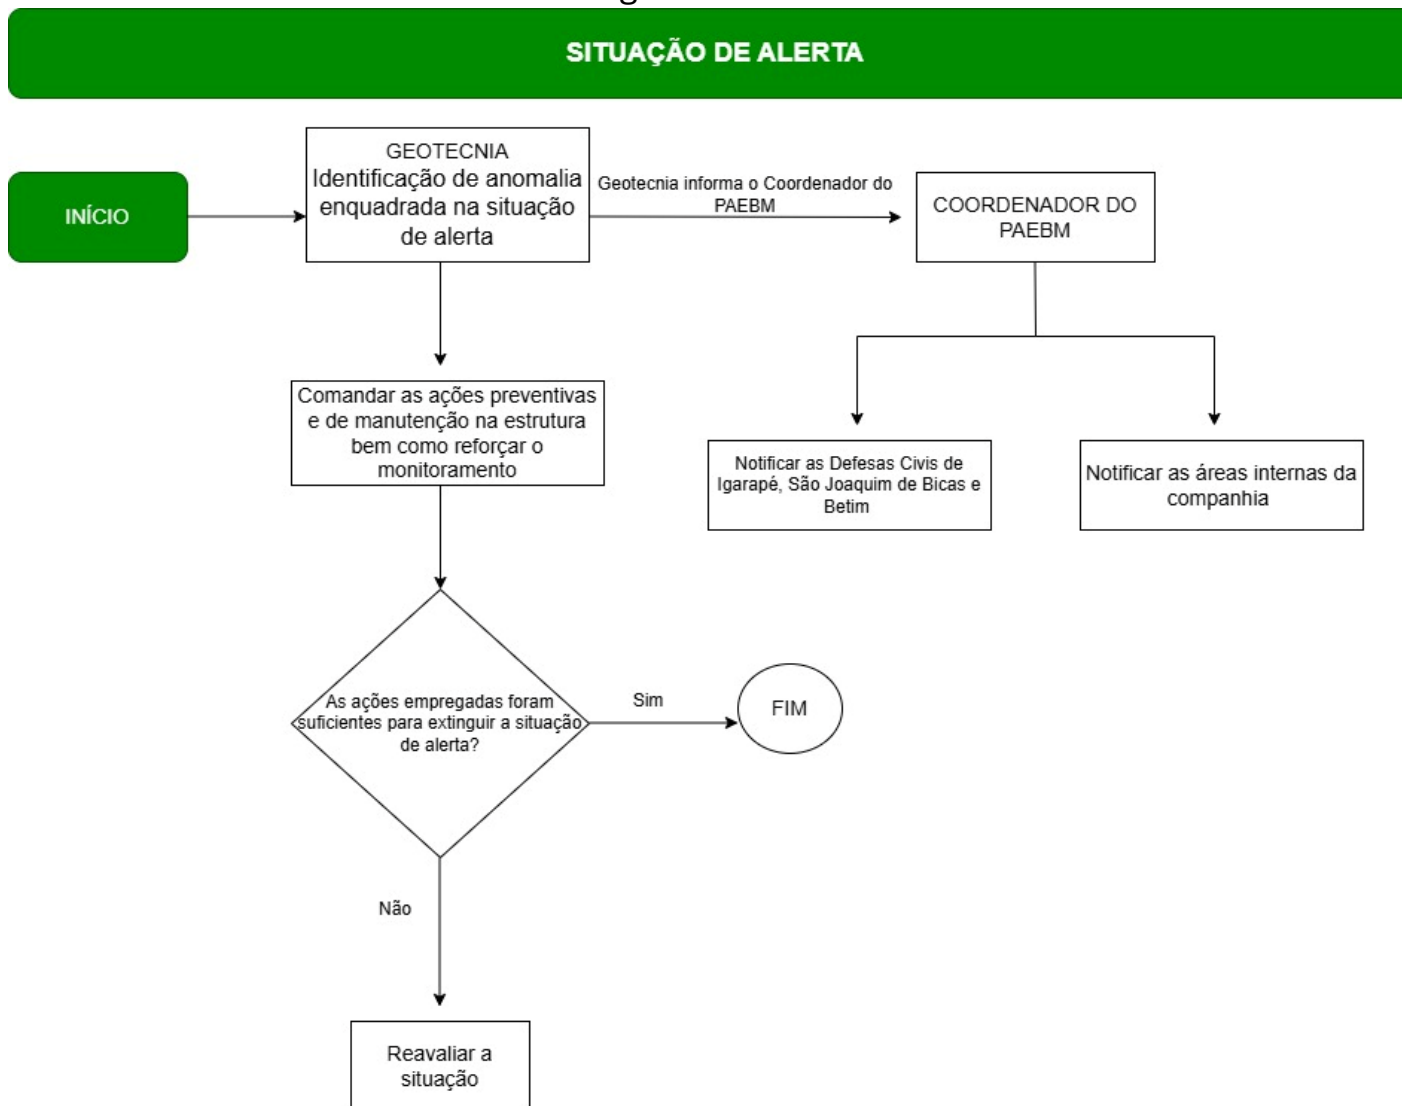 SITUAÇÃO DE ALERTA
INÍCIO
GEOTECNIA
Identificação de anomalia
enquadrada na situação
de alerta
Geotecnia informa o Coordenador do
PAEBM
COORDENADOR DO
PAEBM
Comandar as ações preventivas
e de manutenção na estrutura
bem como reforçar o
monitoramento
Notificar as Defesas Civis de
Igarapé, São Joaquim de Bicas e
Betim
Notificar as áreas internas da
companhia
As ações empregadas foram
suficientes para extinguir a situação
de alerta?
Sim
FIM
Não
Reavaliar a
situação